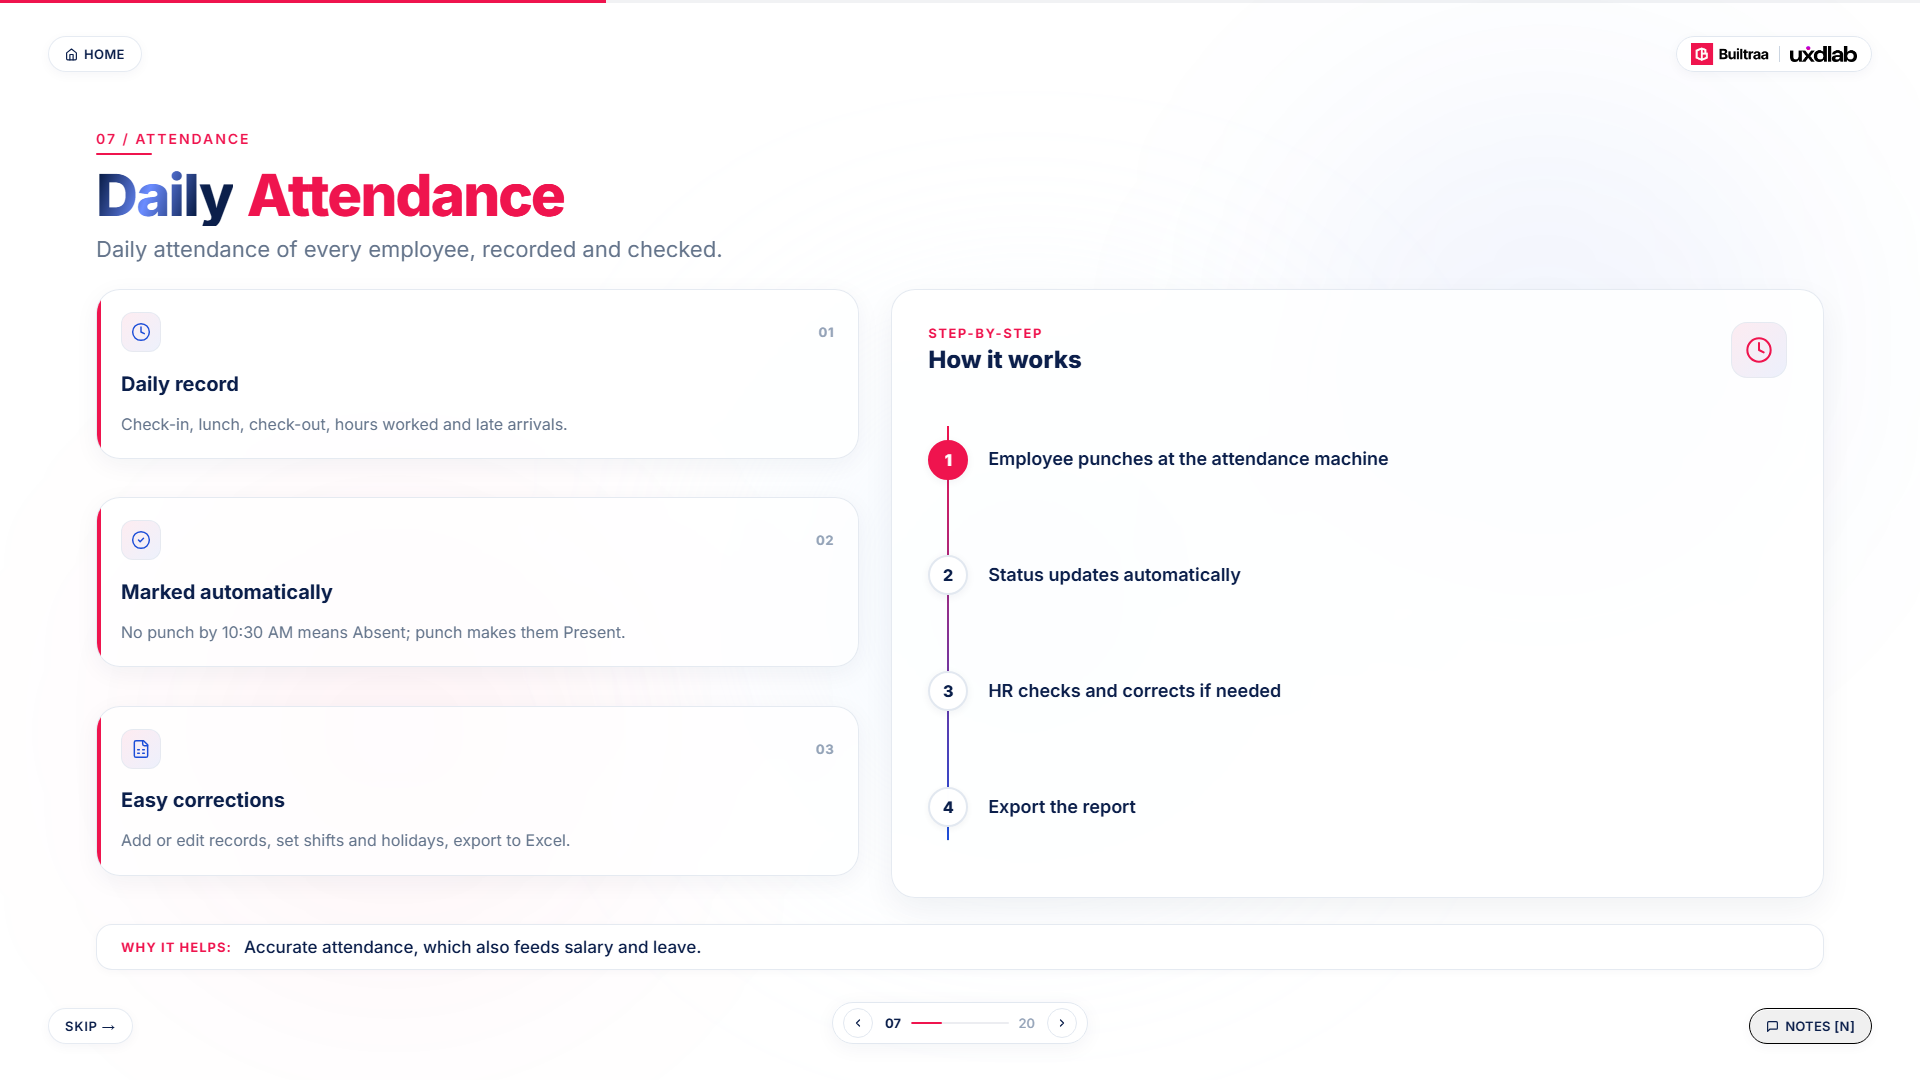 HOME
Builtraa | uxdlab
07 / ATTENDANCE
Daily Attendance
Daily attendance of every employee, recorded and checked.
01
Daily record
Check-in, lunch, check-out, hours worked and late arrivals.
02
Marked automatically
No punch by 10:30 AM means Absent; punch makes them Present.
03
Easy corrections
Add or edit records, set shifts and holidays, export to Excel.
STEP-BY-STEP
How it works
1 Employee punches at the attendance machine
2 Status updates automatically
3 HR checks and corrects if needed
4 Export the report
WHY IT HELPS: Accurate attendance, which also feeds salary and leave.
SKIP →
07 20
NOTES [N]